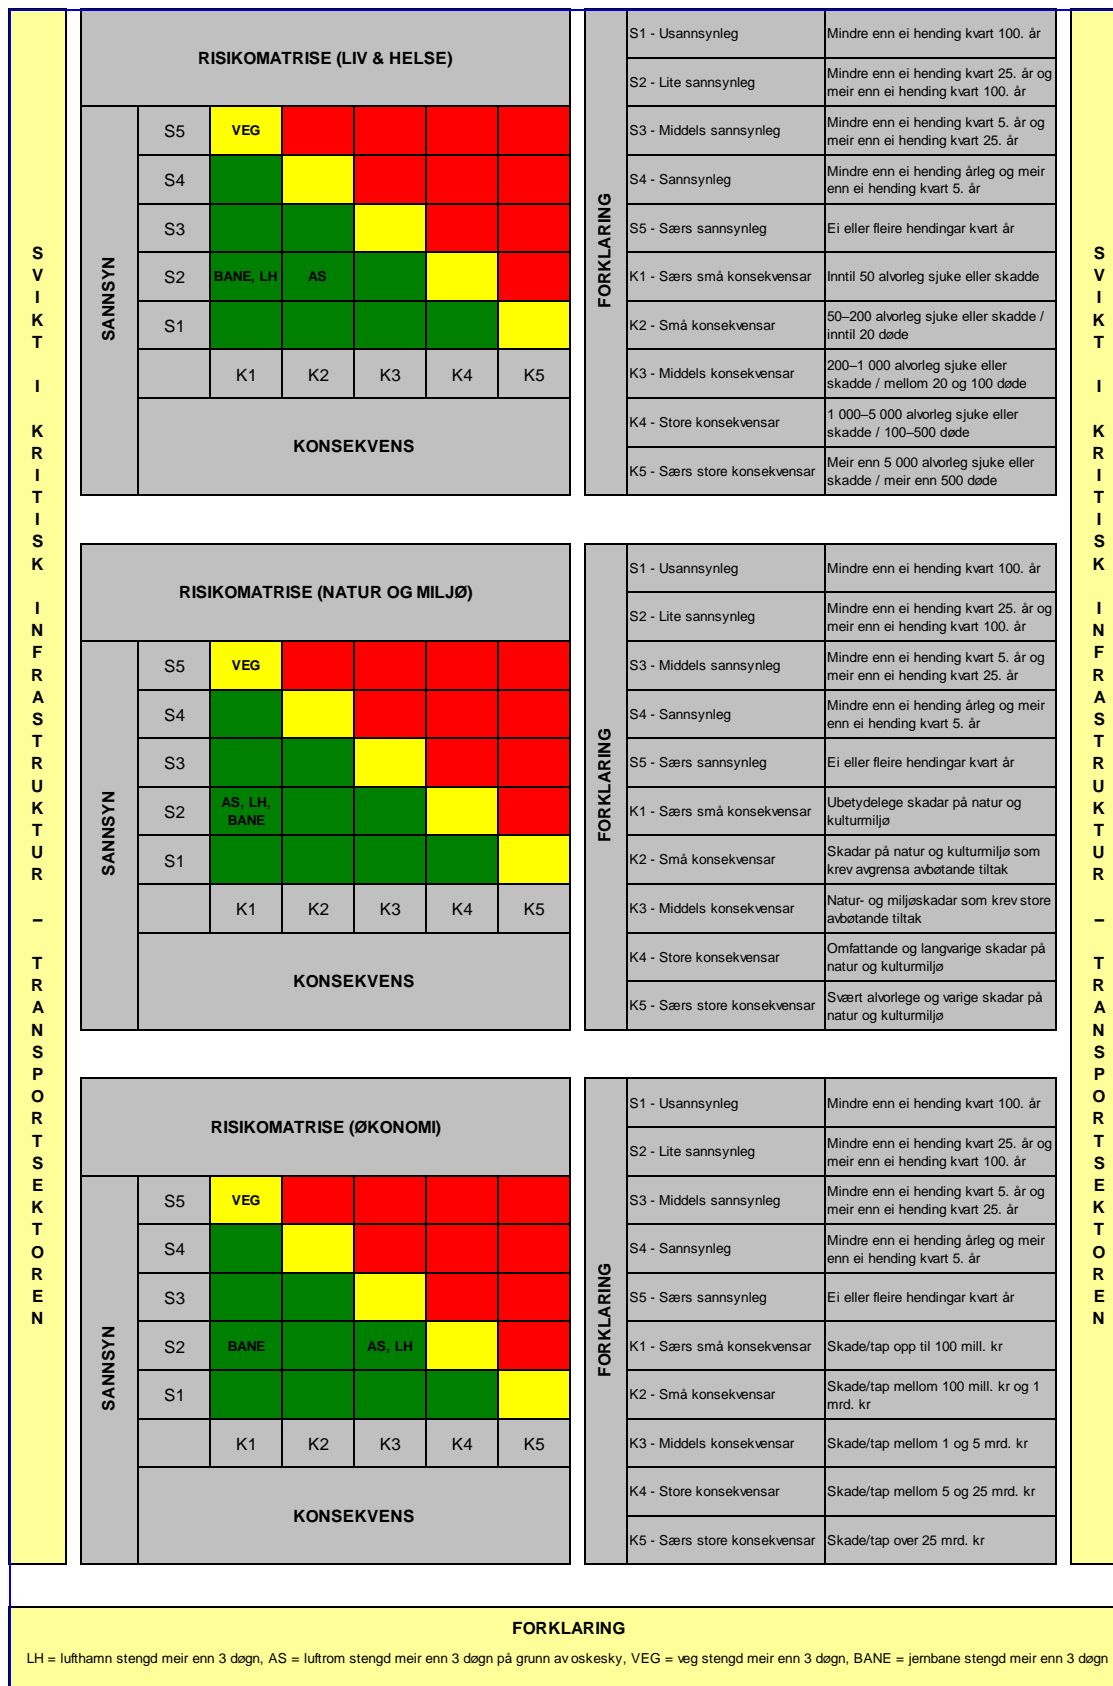 SVIKT I KRITISK INFRASTRUKTUR – TRANSPORTSEKTOREN
RISIKOMATRISE (LIV & HELSE)
SANNSYN
S5 VEG
S4
S3
S2 BANE, LH AS
S1
K1 K2 K3 K4 K5
KONSEKVENS
FORKLARING
S1 - Usannsynleg Mindre enn ei hending kvart 100. år
S2 - Lite sannsynleg Mindre enn ei hending kvart 25. år og
meir enn ei hending kvart 100. år
S3 - Middels sannsynleg Mindre enn ei hending kvart 5. år og
meir enn ei hending kvart 25. år
S4 - Sannsynleg Mindre enn ei hending årleg og meir
enn ei hending kvart 5. år
S5 - Særs sannsynleg Ei eller fleire hendingar kvart år
K1 - Særs små konsekvensar Inntil 50 alvorleg sjuke eller skadde
K2 - Små konsekvensar 50–200 alvorleg sjuke eller skadde /
inntil 20 døde
K3 - Middels konsekvensar 200–1 000 alvorleg sjuke eller
skadde / mellom 20 og 100 døde
K4 - Store konsekvensar 1 000–5 000 alvorleg sjuke eller
skadde / 100–500 døde
K5 - Særs store konsekvensar Meir enn 5 000 alvorleg sjuke eller
skadde / meir enn 500 døde
RISIKOMATRISE (NATUR OG MILJØ)
SANNSYN
S5 VEG
S4
S3
S2 AS, LH,
BANE
S1
K1 K2 K3 K4 K5
KONSEKVENS
FORKLARING
S1 - Usannsynleg Mindre enn ei hending kvart 100. år
S2 - Lite sannsynleg Mindre enn ei hending kvart 25. år og
meir enn ei hending kvart 100. år
S3 - Middels sannsynleg Mindre enn ei hending kvart 5. år og
meir enn ei hending kvart 25. år
S4 - Sannsynleg Mindre enn ei hending årleg og meir
enn ei hending kvart 5. år
S5 - Særs sannsynleg Ei eller fleire hendingar kvart år
K1 - Særs små konsekvensar Ubetydelege skadar på natur og
kulturmiljø
K2 - Små konsekvensar Skadar på natur og kulturmiljø som
krev avgrensa avbøtande tiltak
K3 - Middels konsekvensar Natur- og miljøskadar som krev store
avbøtande tiltak
K4 - Store konsekvensar Omfattande og langvarige skadar på
natur og kulturmiljø
K5 - Særs store konsekvensar Svært alvorlege og varige skadar på
natur og kulturmiljø
RISIKOMATRISE (ØKONOMI)
SANNSYN
S5 VEG
S4
S3
S2 BANE AS, LH
S1
K1 K2 K3 K4 K5
KONSEKVENS
FORKLARING
S1 - Usannsynleg Mindre enn ei hending kvart 100. år
S2 - Lite sannsynleg Mindre enn ei hending kvart 25. år og
meir enn ei hending kvart 100. år
S3 - Middels sannsynleg Mindre enn ei hending kvart 5. år og
meir enn ei hending kvart 25. år
S4 - Sannsynleg Mindre enn ei hending årleg og meir
enn ei hending kvart 5. år
S5 - Særs sannsynleg Ei eller fleire hendingar kvart år
K1 - Særs små konsekvensar Skade/tap opp til 100 mill. kr
K2 - Små konsekvensar Skade/tap mellom 100 mill. kr og 1
mrd. kr
K3 - Middels konsekvensar Skade/tap mellom 1 og 5 mrd. kr
K4 - Store konsekvensar Skade/tap mellom 5 og 25 mrd. kr
K5 - Særs store konsekvensar Skade/tap over 25 mrd. kr
SVIKT I KRITISK INFRASTRUKTUR – TRANSPORTSEKTOREN
FORKLARING
LH = lufthamn stengd meir enn 3 døgn, AS = luftrom stengd meir enn 3 døgn på grunn av oskesky, VEG = veg stengd meir enn 3 døgn, BANE = jernbane stengd meir enn 3 døgn